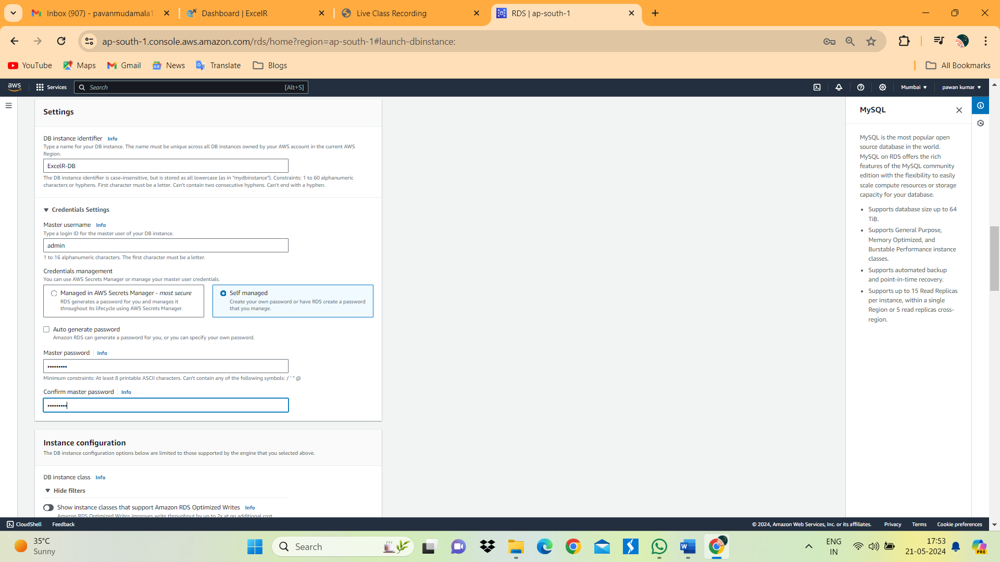 Inbox (907) - pavanmudamala1
Dashboard | ExcelR
Live Class Recording
RDS | ap-south-1
ap-south-1.console.aws.amazon.com/rds/home?region=ap-south-1#launch-dbinstance:
YouTube
Maps
Gmail
News
Translate
Blogs
All Bookmarks
aws
Services
Search
[Alt+S]
Mumbai
pawan kumar
Settings
DB instance identifier Info
Type a name for your DB instance. The name must be unique across all DB instances owned by your AWS account in the current AWS
Region.
ExcelR-DB
The DB instance identifier is case-insensitive, but is stored as all lowercase (as in "mydbinstance"). Constraints: 1 to 60 alphanumeric
characters or hyphens. First character must be a letter. Can't contain two consecutive hyphens. Can't end with a hyphen.
Credentials Settings
Master username Info
Type a login ID for the master user of your DB instance.
admin
1 to 16 alphanumeric characters. The first character must be a letter.
Credentials management
You can use AWS Secrets Manager or manage your master user credentials.
Managed in AWS Secrets Manager - most secure
RDS generates a password for you and manages it
throughout its lifecycle using AWS Secrets Manager.
Self managed
Create your own password or have RDS create a password
that you manage.
Auto generate password
Amazon RDS can generate a password for you, or you can specify your own password.
Master password Info
•••••••••
Minimum constraints: At least 8 printable ASCII characters. Can't contain any of the following symbols: / ' " @
Confirm master password Info
•••••••••
Instance configuration
The DB instance configuration options below are limited to those supported by the engine that you selected above.
DB instance class Info
Hide filters
Show instance classes that support Amazon RDS Optimized Writes Info
Amazon RDS Optimized Writes improves write throughput by up to 2x at no additional cost.
MySQL
MySQL is the most popular open
source database in the world.
MySQL on RDS offers the rich
features of the MySQL community
edition with the flexibility to easily
scale compute resources or storage
capacity for your database.
• Supports database size up to 64
TiB.
• Supports General Purpose,
Memory Optimized, and
Burstable Performance instance
classes.
• Supports automated backup
and point-in-time recovery.
• Supports up to 15 Read Replicas
per instance, within a single
Region or 5 read replicas cross-
region.
CloudShell
Feedback
© 2024, Amazon Web Services, Inc. or its affiliates.
Privacy
Terms
Cookie preferences
35°C
Sunny
Search
ENG
IN
17:53
21-05-2024
PRE